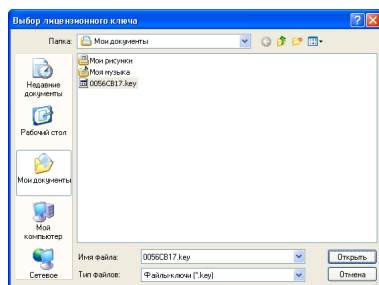 Выбор лицензионного ключа
Папка: Мои документы
Мои рисунки
Моя музыка
0056CB17.key
Недавние документы
Рабочий стол
Мои документы
Мой компьютер
Сетевое
Имя файла: 0056CB17.key Открыть
Тип файлов: Файлы-ключи (*.key) Отмена